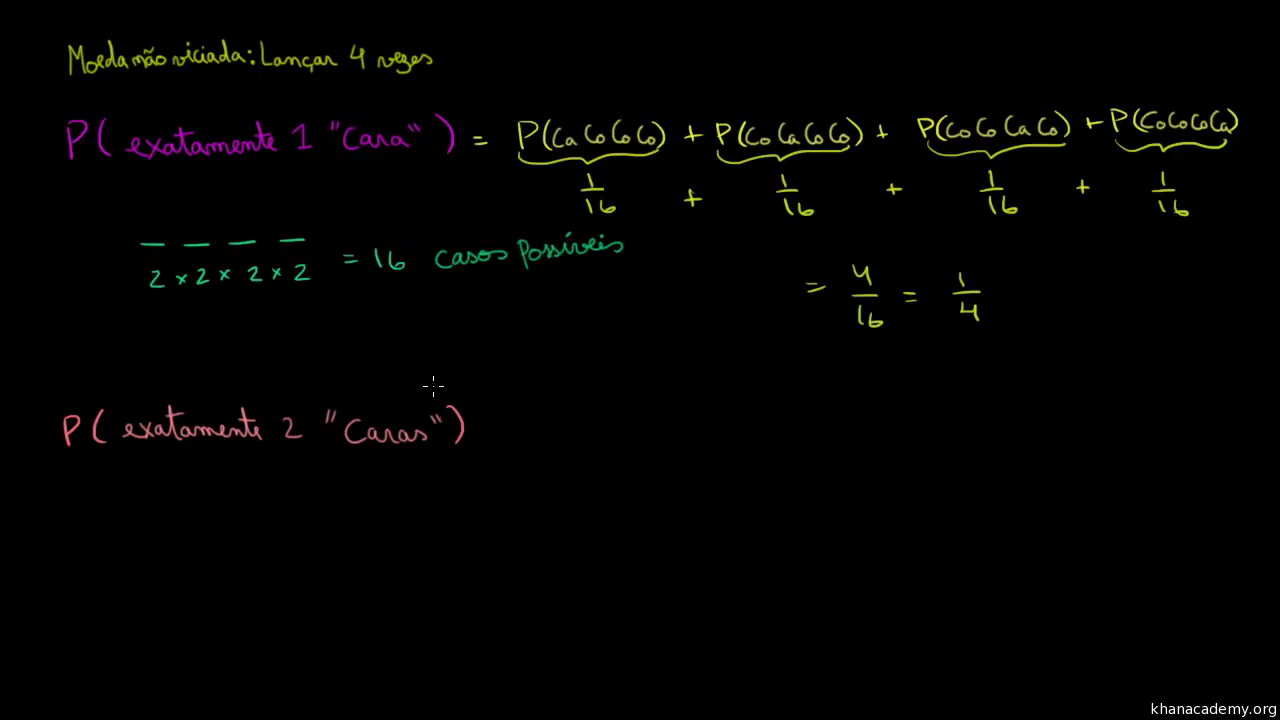 Moeda não viciada: Lançar 4 vezes
P( exatamente 1 "Cara" ) = P(CaCoCoCo) + P(CoCaCoCo) + P(CoCoCaCo) + P(CoCoCoCa)
1/16 + 1/16 + 1/16 + 1/16
2 × 2 × 2 × 2 = 16 casos possíveis
= 4/16 = 1/4
P( exatamente 2 "Caras" )
khanacademy.org